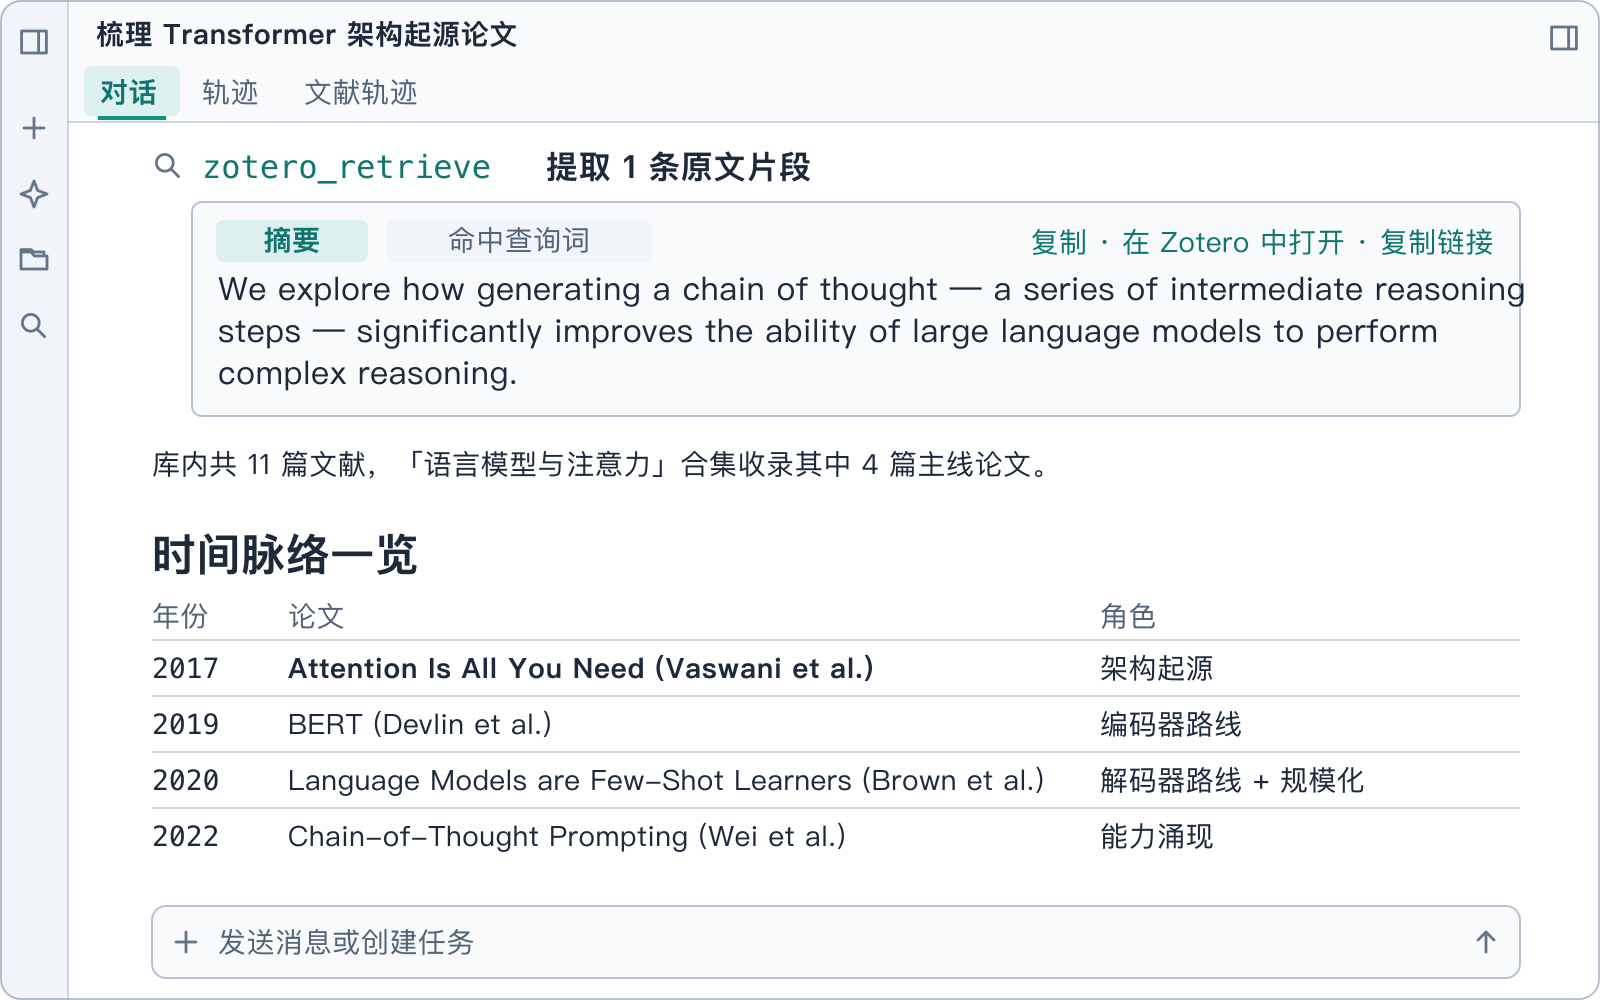 梳理 Transformer 架构起源论文
对话 轨迹 文献轨迹
zotero_retrieve 提取 1 条原文片段
摘要 命中查询词 复制 · 在 Zotero 中打开 · 复制链接
We explore how generating a chain of thought — a series of intermediate reasoning
steps — significantly improves the ability of large language models to perform
complex reasoning.
库内共 11 篇文献，「语言模型与注意力」合集收录其中 4 篇主线论文。
时间脉络一览
年份 论文 角色
2017 Attention Is All You Need (Vaswani et al.) 架构起源
2019 BERT (Devlin et al.) 编码器路线
2020 Language Models are Few-Shot Learners (Brown et al.) 解码器路线 + 规模化
2022 Chain-of-Thought Prompting (Wei et al.) 能力涌现
发送消息或创建任务